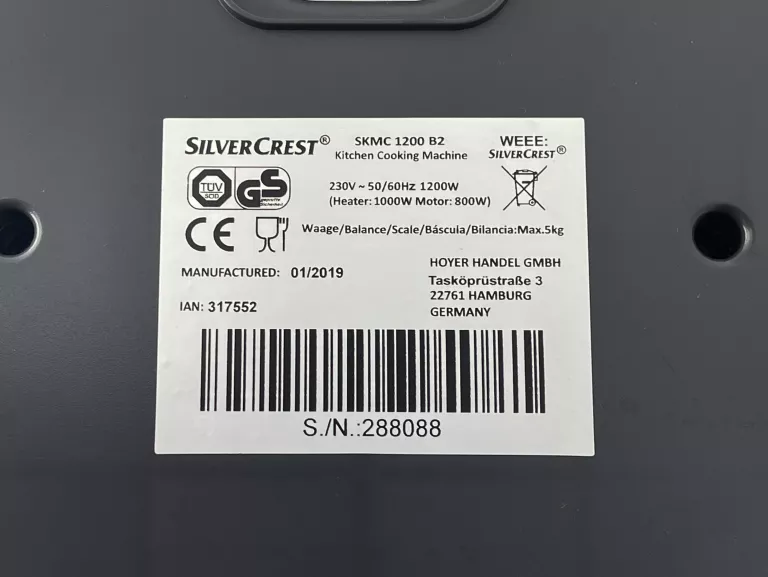 SILVERCREST®
SKMC 1200 B2
Kitchen Cooking Machine
WEEE:
SILVERCREST®
TÜV
SÜD
GS
geprüfte
Sicherheit
230V ~ 50/60Hz 1200W
(Heater: 1000W Motor: 800W)
CE
Waage/Balance/Scale/Báscula/Bilancia:Max.5kg
MANUFACTURED: 01/2019
HOYER HANDEL GMBH
Tasköprüstraße 3
22761 HAMBURG
GERMANY
IAN: 317552
S./N.:288088